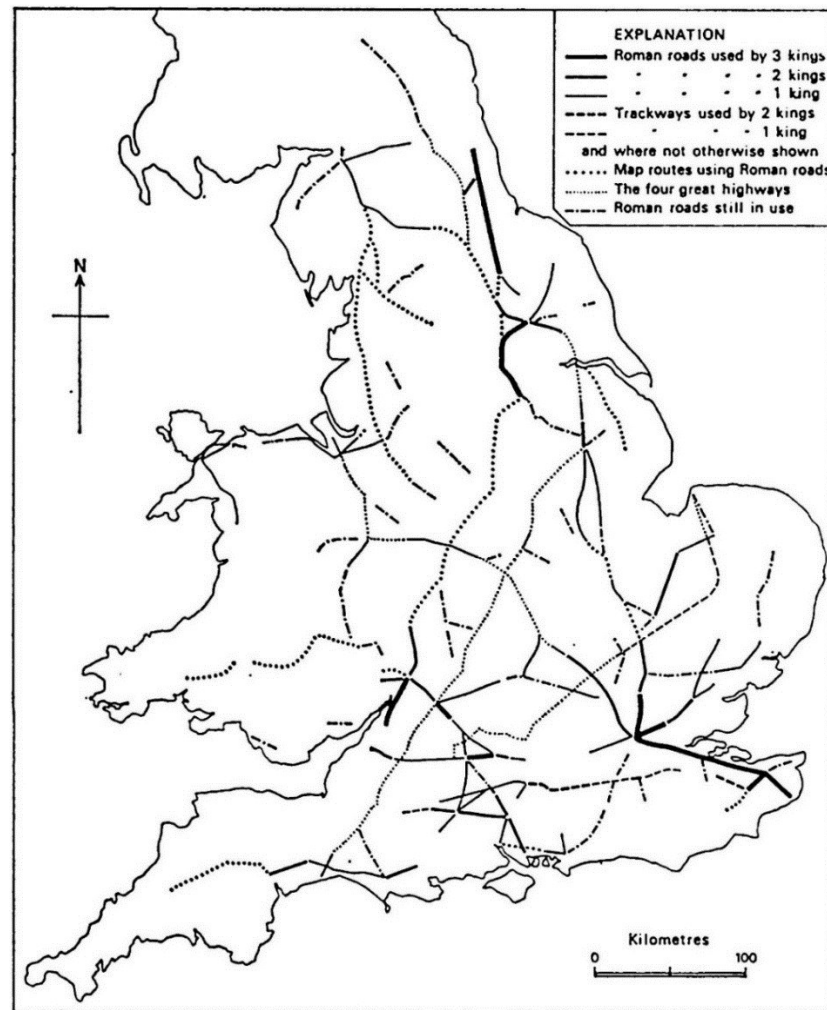 EXPLANATION
Roman roads used by 3 kings
" " " " 2 kings
" " " " 1 king
Trackways used by 2 kings
" " " 1 king
and where not otherwise shown
Map routes using Roman roads
The four great highways
Roman roads still in use
N
Kilometres
0 100